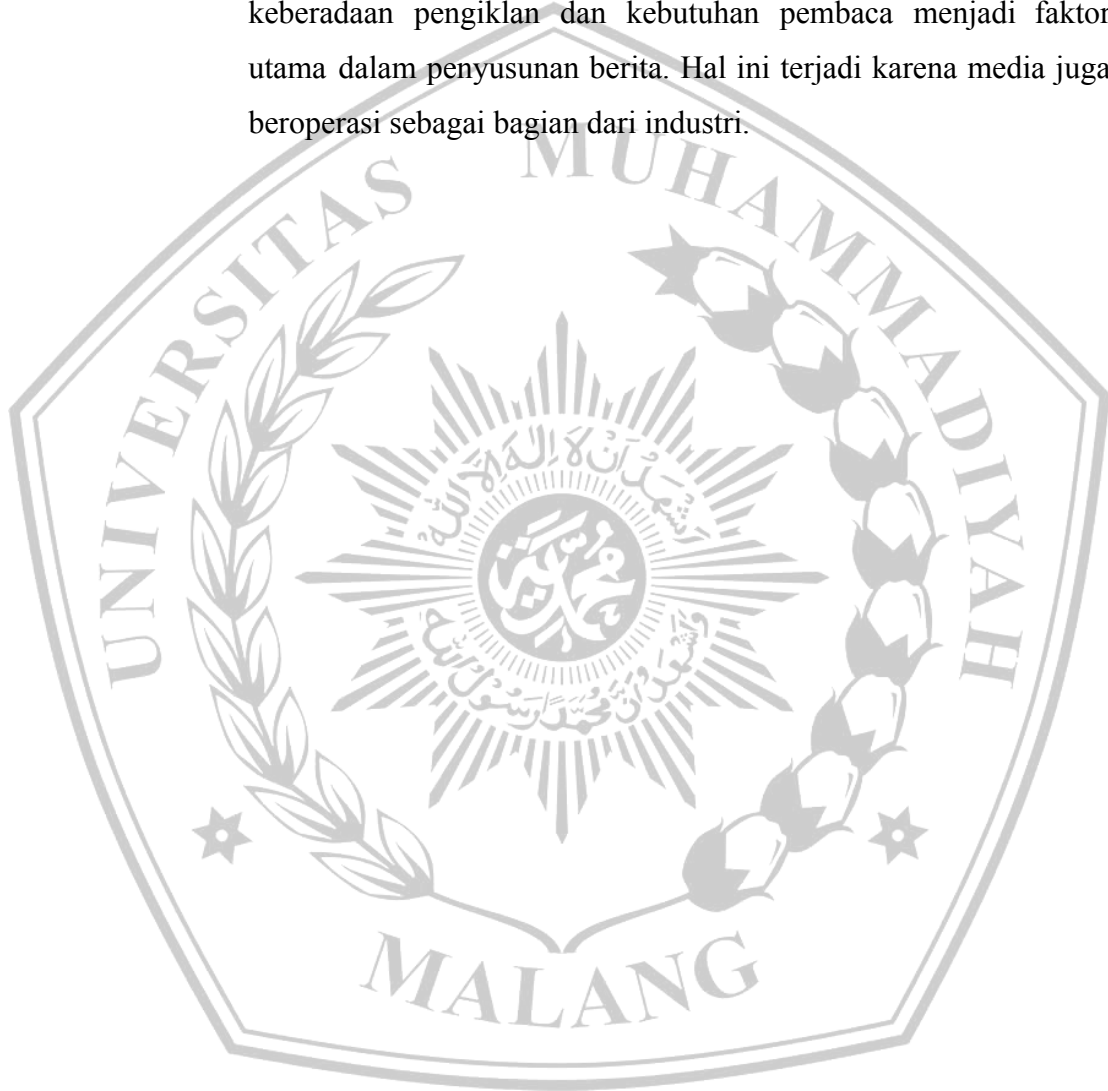 keberadaan pengiklan dan kebutuhan pembaca menjadi faktor
utama dalam penyusunan berita. Hal ini terjadi karena media juga
beroperasi sebagai bagian dari industri.
UNIVERSITAS MUHAMMADIYAH
MALANG